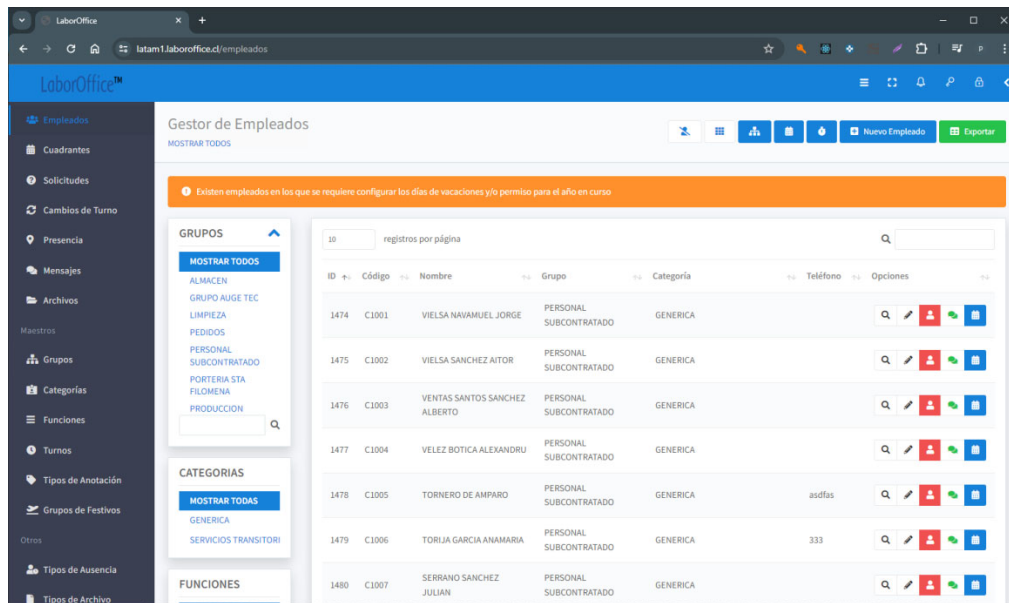 LaborOffice
latam1.laboroffice.cl/empleados
LaborOffice™
Empleados
Cuadrantes
Solicitudes
Cambios de Turno
Presencia
Mensajes
Archivos
Maestros
Grupos
Categorías
Funciones
Turnos
Tipos de Anotación
Grupos de Festivos
Otros
Tipos de Ausencia
Tipos de Archivo
Gestor de Empleados
MOSTRAR TODOS
Nuevo Empleado
Exportar
Existen empleados en los que se requiere configurar los días de vacaciones y/o permiso para el año en curso
GRUPOS
MOSTRAR TODOS
ALMACEN
GRUPO AUGE TEC
LIMPIEZA
PEDIDOS
PERSONAL
SUBCONTRATADO
PORTERIA STA
FILOMENA
PRODUCCION
CATEGORIAS
MOSTRAR TODAS
GENERICA
SERVICIOS TRANSITORI
FUNCIONES
10 registros por página
ID Código Nombre Grupo Categoría Teléfono Opciones
1474 C1001 VIELSA NAVAMUEL JORGE PERSONAL SUBCONTRATADO GENERICA
1475 C1002 VIELSA SANCHEZ AITOR PERSONAL SUBCONTRATADO GENERICA
1476 C1003 VENTAS SANTOS SANCHEZ ALBERTO PERSONAL SUBCONTRATADO GENERICA
1477 C1004 VELEZ BOTICA ALEXANDRU PERSONAL SUBCONTRATADO GENERICA
1478 C1005 TORNERO DE AMPARO PERSONAL SUBCONTRATADO GENERICA asdfas
1479 C1006 TORIJA GARCIA ANAMARIA PERSONAL SUBCONTRATADO GENERICA 333
1480 C1007 SERRANO SANCHEZ JULIAN PERSONAL SUBCONTRATADO GENERICA